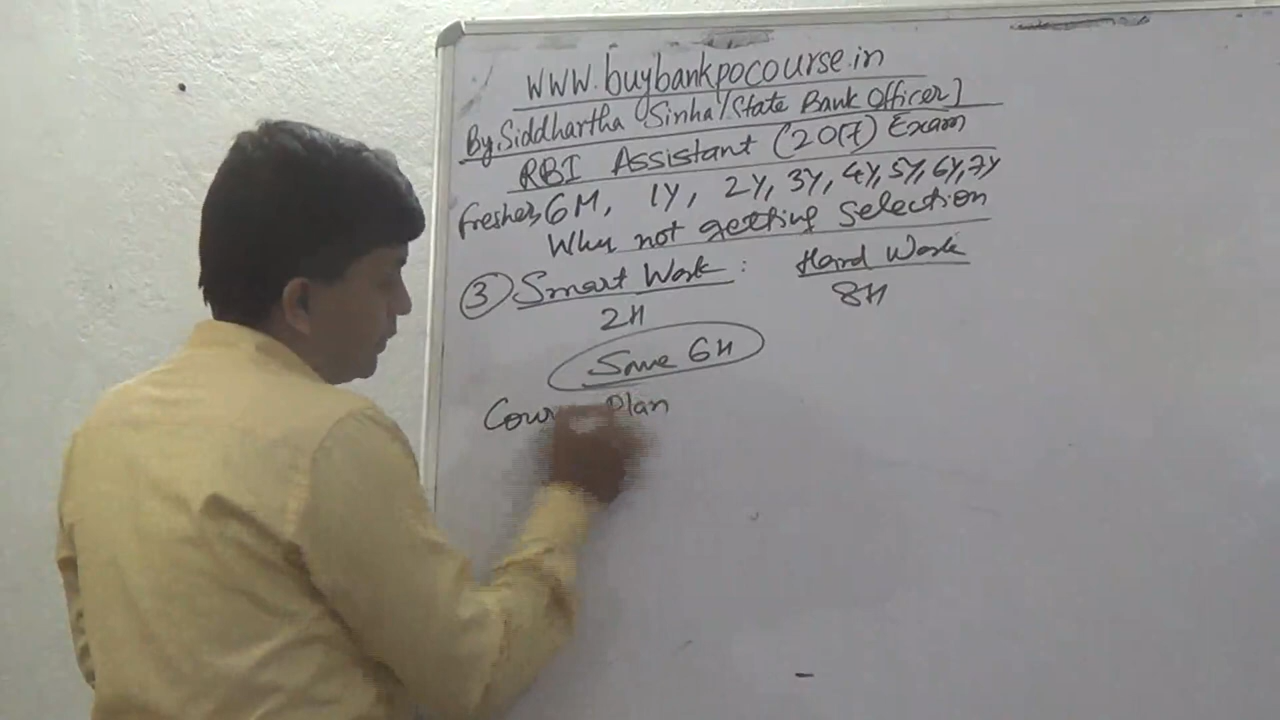 www.buybankpocourse.in
By, Siddhartha Sinha (State Bank Officer]
RBI Assistant (2017) Exam
Fresher, 6M, 1Y, 2Y, 3Y, 4Y, 5Y, 6Y, 7Y
Why not getting Selection
③ Smart Work : Hard Work
2H 8H
Save 6H
Plan